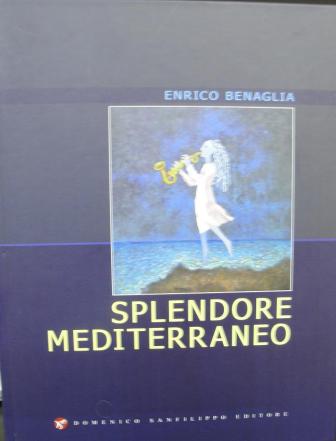 ENRICO BENAGLIA
SPLENDORE
MEDITERRANEO
DOMENICO SANFILIPPO EDITORE